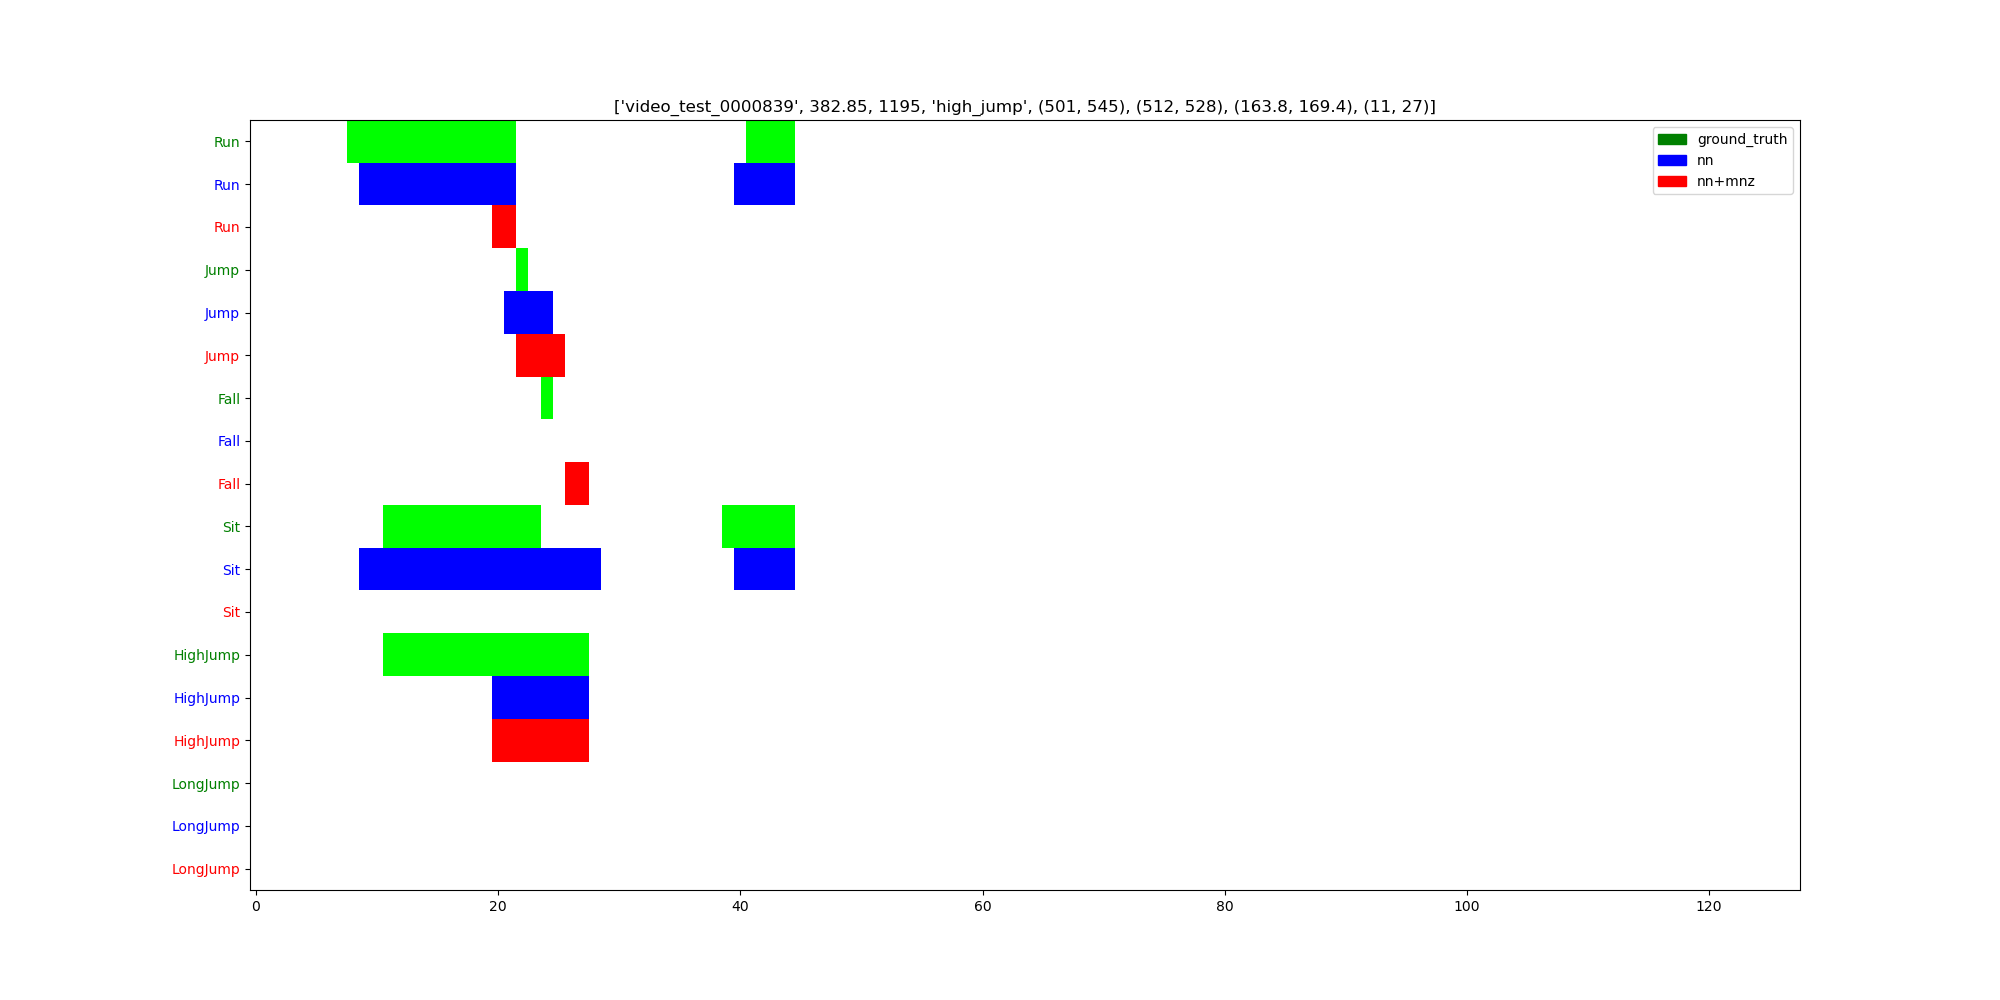 ['video_test_0000839', 382.85, 1195, 'high_jump', (501, 545), (512, 528), (163.8, 169.4), (11, 27)]
ground_truth
nn
nn+mnz
Run
Run
Run
Jump
Jump
Jump
Fall
Fall
Fall
Sit
Sit
Sit
HighJump
HighJump
HighJump
LongJump
LongJump
LongJump
0 20 40 60 80 100 120